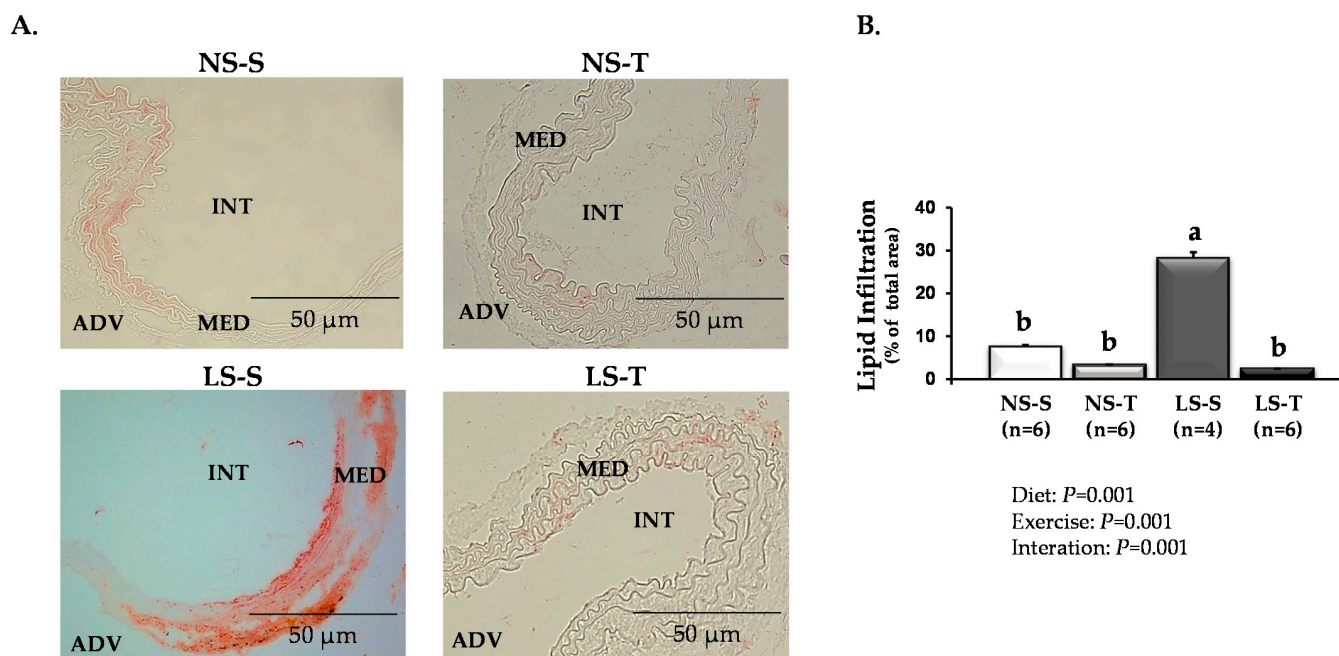 A.
NS-S
INT
ADV
MED
50 µm
NS-T
MED
INT
ADV
50 µm
LS-S
INT
MED
ADV
50 µm
LS-T
MED
INT
ADV
50 µm
B.
Lipid Infiltration
(% of total area)
40
30
20
10
0
b
b
a
b
NS-S NS-T LS-S LS-T
(n=6) (n=6) (n=4) (n=6)
Diet: P=0.001
Exercise: P=0.001
Interation: P=0.001